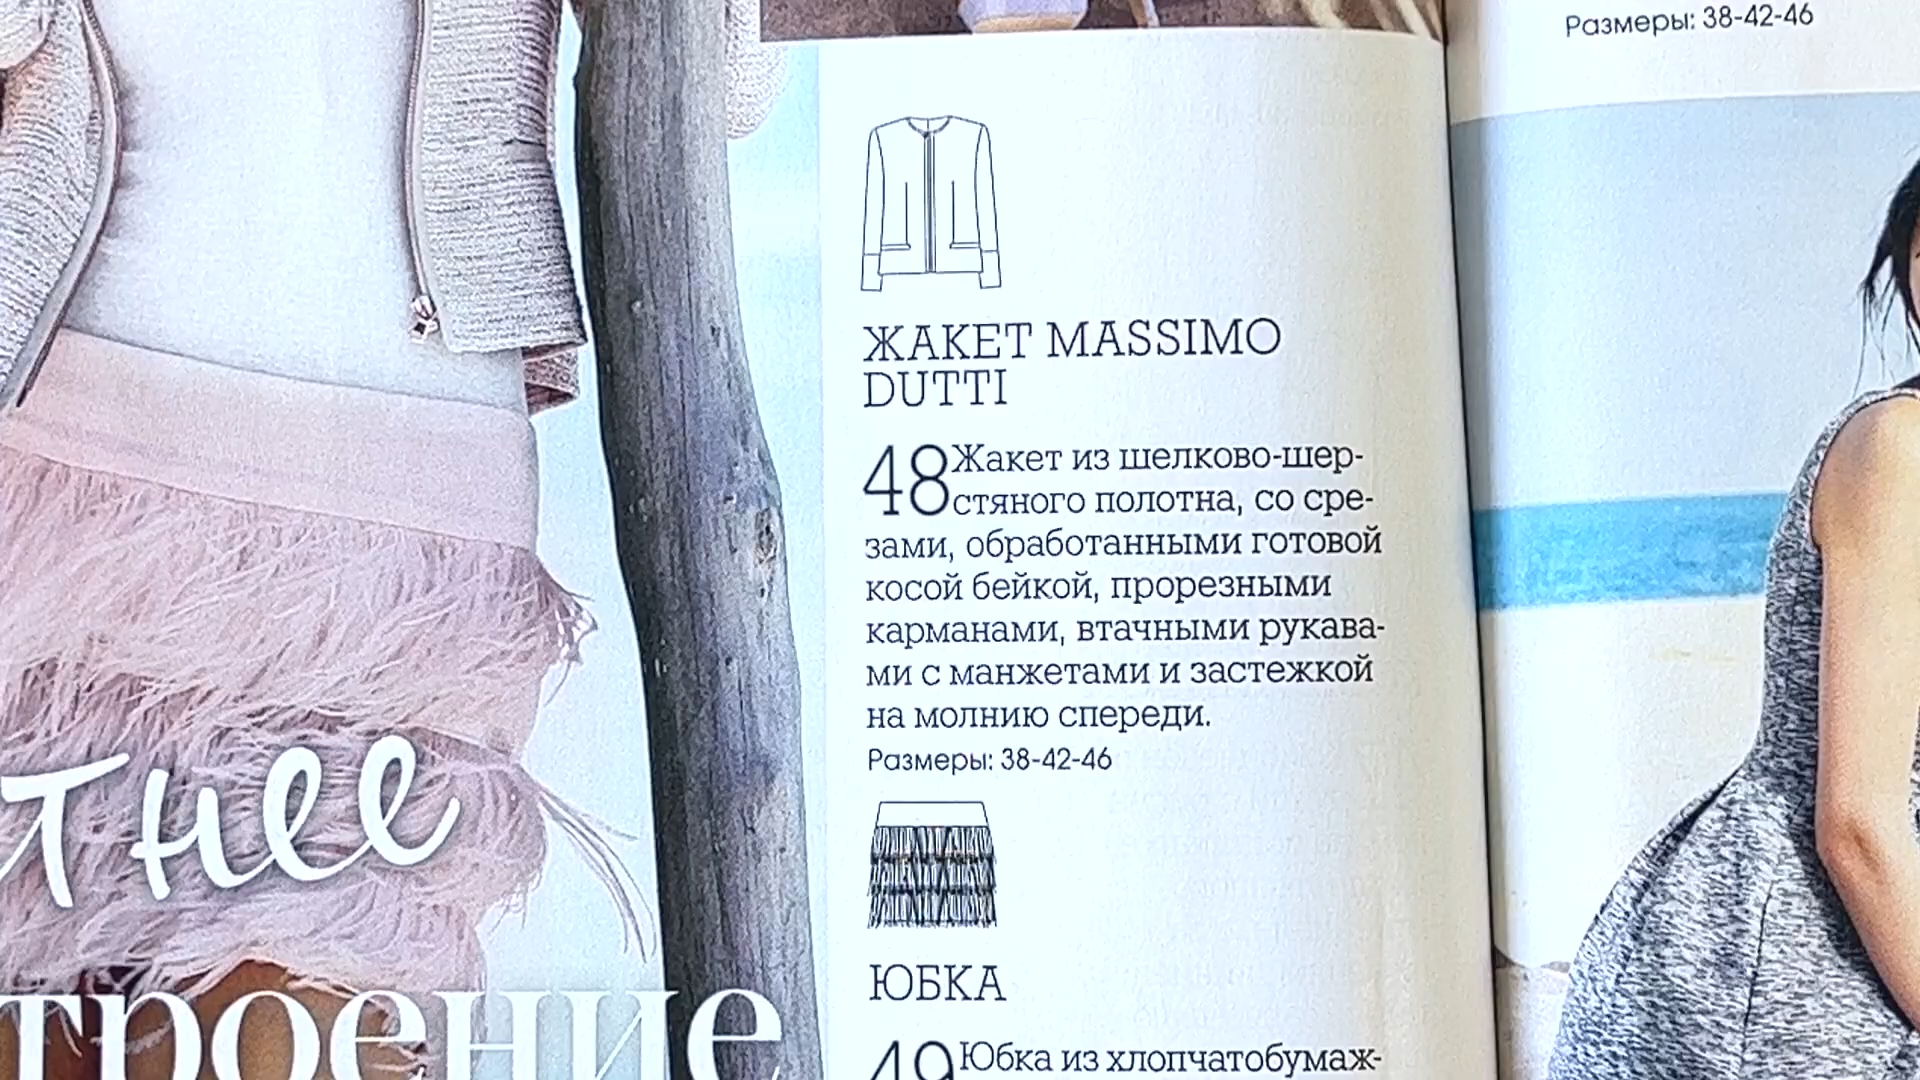 Размеры: 38-42-46
ЖАКЕТ MASSIMO
DUTTI
48 Жакет из шелково-шер-
стяного полотна, со сре-
зами, обработанными готовой
косой бейкой, прорезными
карманами, втачными рукава-
ми с манжетами и застежкой
на молнию спереди.
Размеры: 38-42-46
ЮБКА
49 Юбка из хлопчатобумаж-
тнее
троение